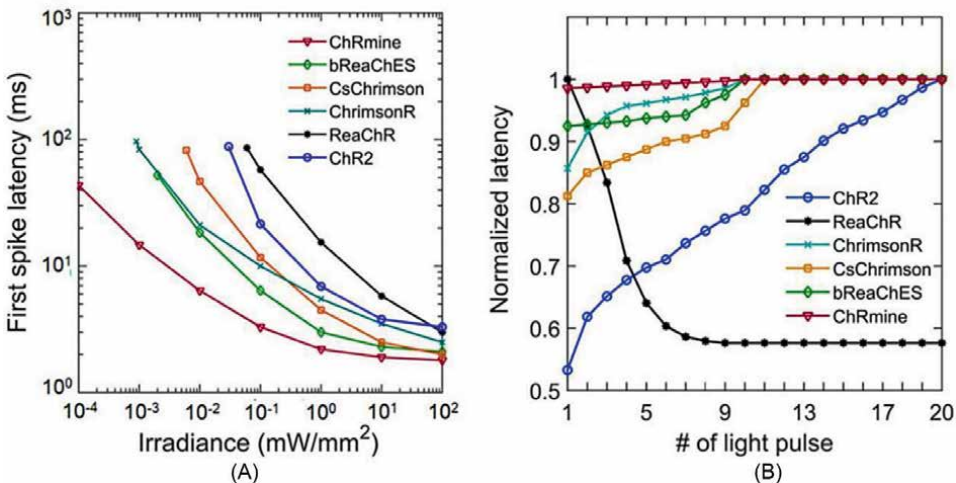 First spike latency (ms)
10³
10²
10¹
10⁰
ChRmine
bReaChES
CsChrimson
ChrimsonR
ReaChR
ChR2
10⁻⁴ 10⁻³ 10⁻² 10⁻¹ 10⁰ 10¹ 10²
Irradiance (mW/mm²)
(A)
Normalized latency
1
0.9
0.8
0.7
0.6
0.5
ChR2
ReaChR
ChrimsonR
CsChrimson
bReaChES
ChRmine
1 5 9 13 17 20
# of light pulse
(B)